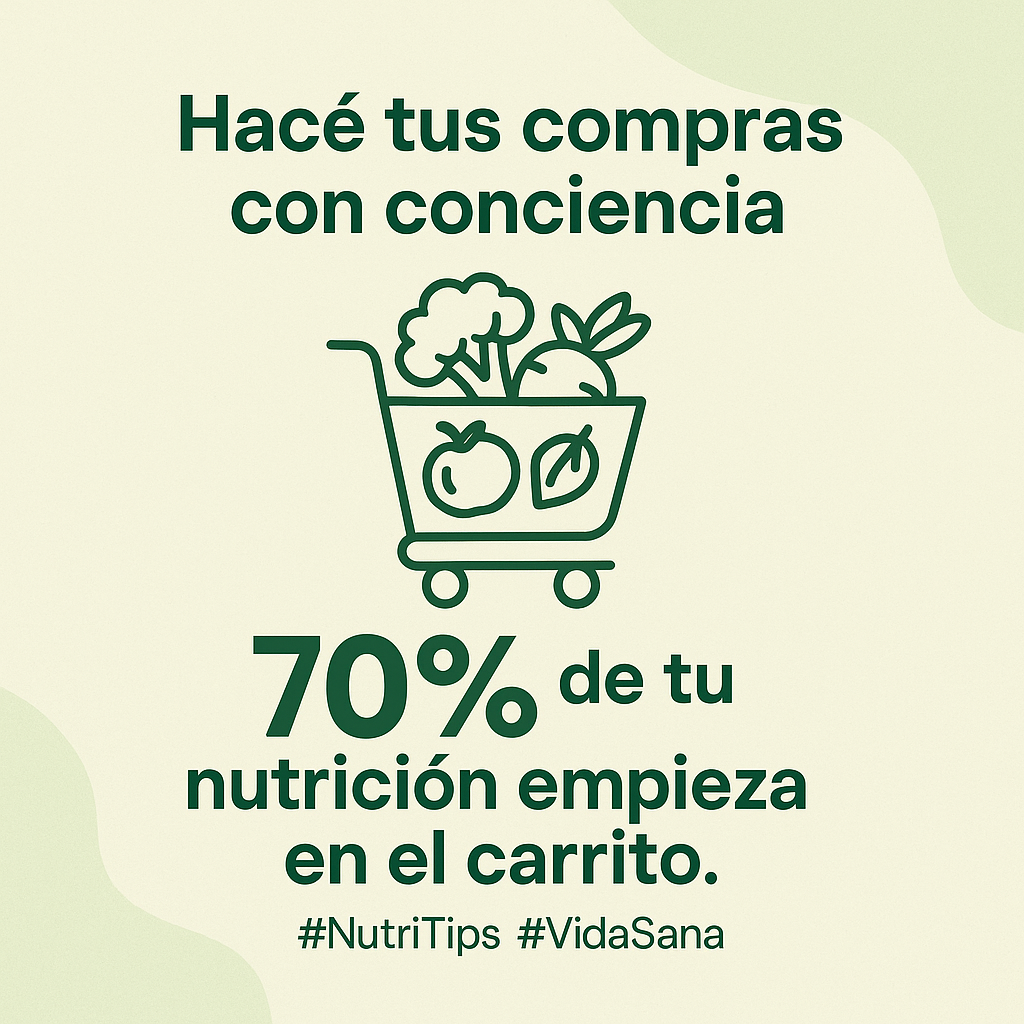 Hacé tus compras
con conciencia
70% de tu
nutrición empieza
en el carrito.
#NutriTips #VidaSana